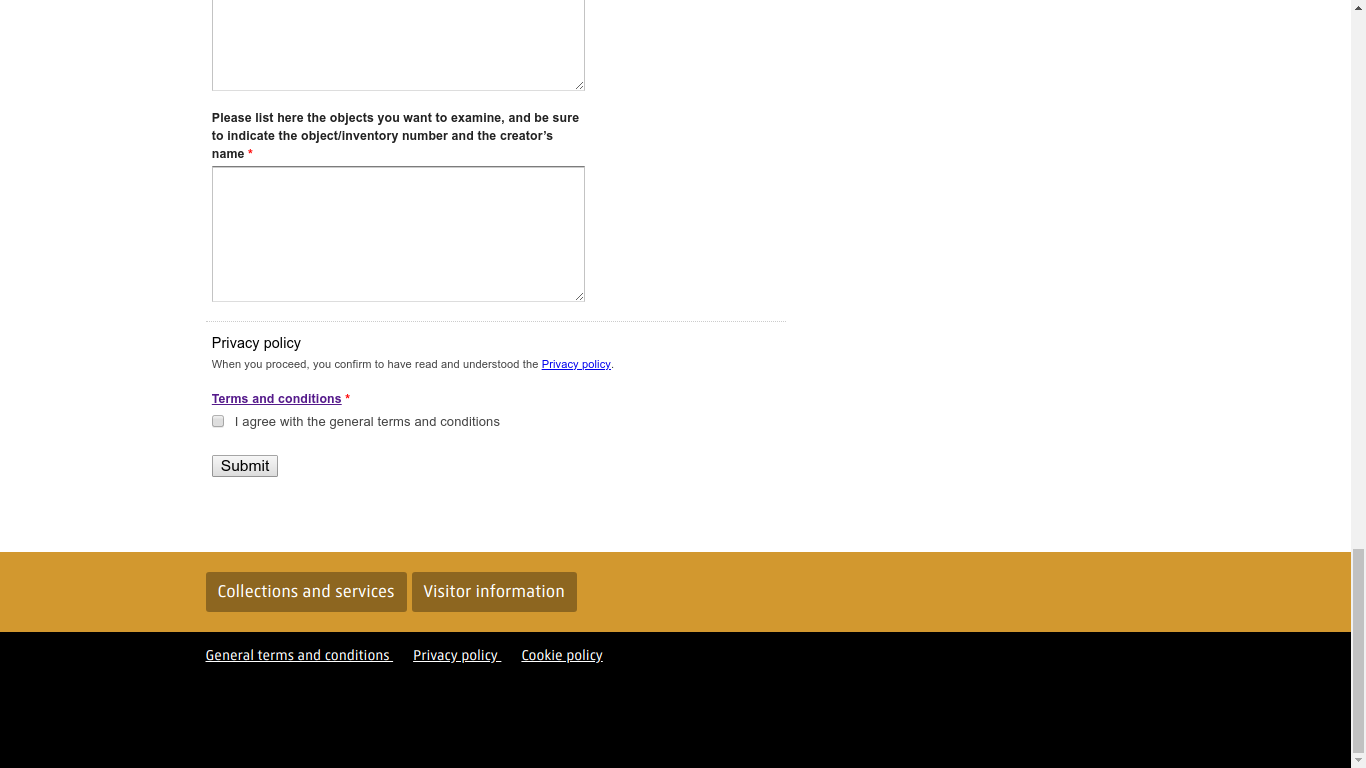 Please list here the objects you want to examine, and be sure
to indicate the object/inventory number and the creator’s
name *
Privacy policy
When you proceed, you confirm to have read and understood the Privacy policy.
Terms and conditions *
I agree with the general terms and conditions
Submit
Collections and services
Visitor information
General terms and conditions
Privacy policy
Cookie policy